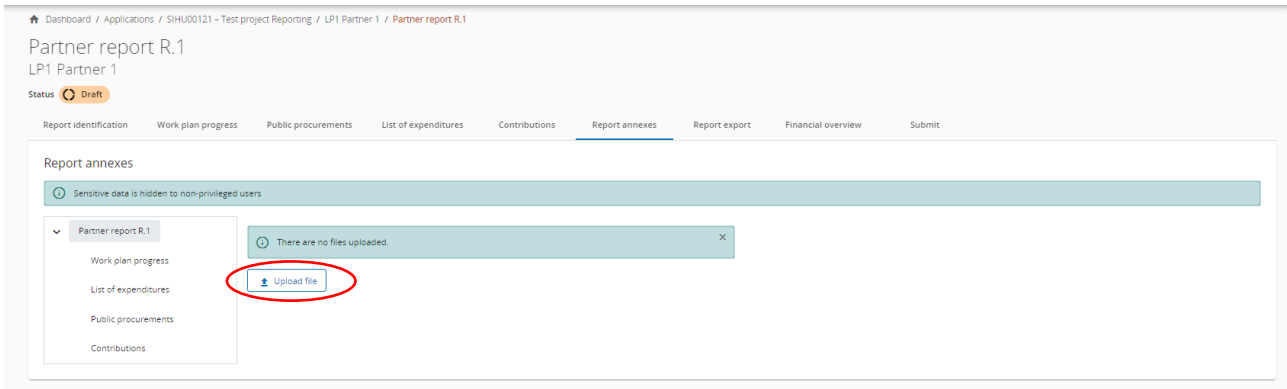 Dashboard / Applications / SIHU00121 – Test project Reporting / LP1 Partner 1 / Partner report R.1
Partner report R.1
LP1 Partner 1
Status Draft
Report identification Work plan progress Public procurements List of expenditures Contributions Report annexes Report export Financial overview Submit
Report annexes
Sensitive data is hidden to non-privileged users
Partner report R.1
There are no files uploaded.
Work plan progress
Upload file
List of expenditures
Public procurements
Contributions